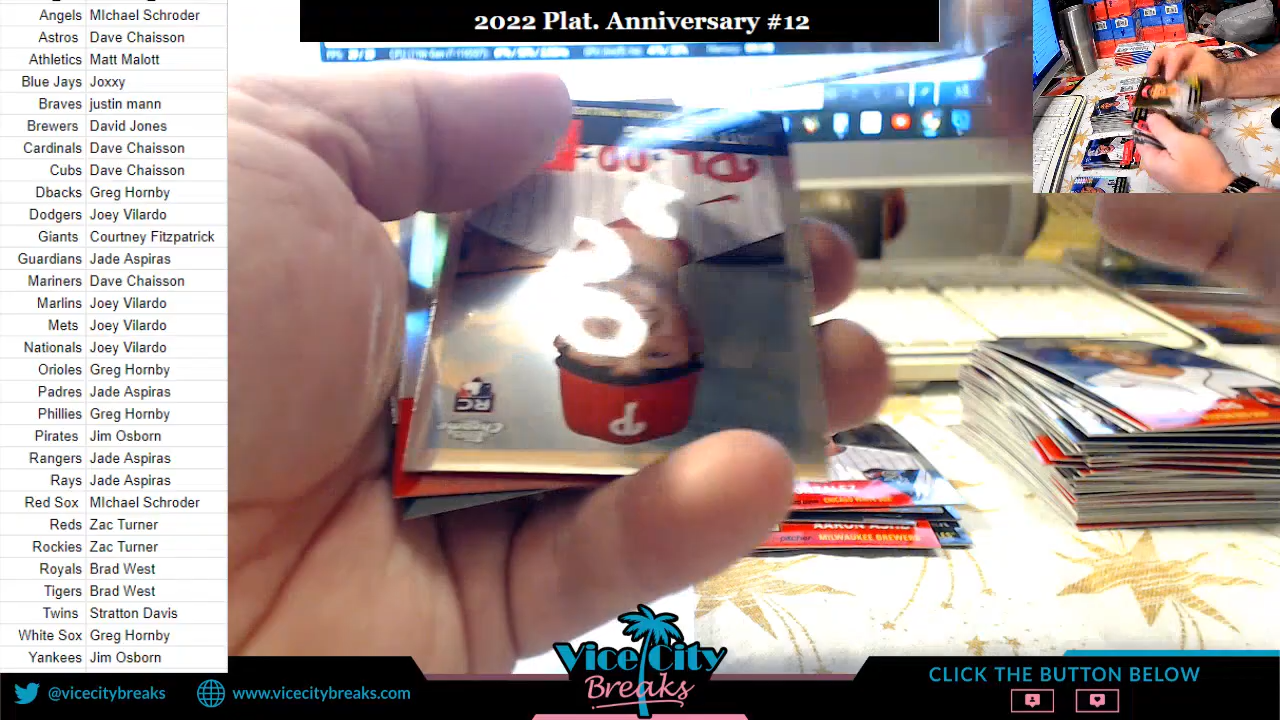 2022 Plat. Anniversary #12
Angels MIchael Schroder
Astros Dave Chaisson
Athletics Matt Malott
Blue Jays Joxxy
Braves justin mann
Brewers David Jones
Cardinals Dave Chaisson
Cubs Dave Chaisson
Dbacks Greg Hornby
Dodgers Joey Vilardo
Giants Courtney Fitzpatrick
Guardians Jade Aspiras
Mariners Dave Chaisson
Marlins Joey Vilardo
Mets Joey Vilardo
Nationals Joey Vilardo
Orioles Greg Hornby
Padres Jade Aspiras
Phillies Greg Hornby
Pirates Jim Osborn
Rangers Jade Aspiras
Rays Jade Aspiras
Red Sox MIchael Schroder
Reds Zac Turner
Rockies Zac Turner
Royals Brad West
Tigers Brad West
Twins Stratton Davis
White Sox Greg Hornby
Yankees Jim Osborn
RC
P
CHICAGO WHITE SOX
AARON ASHB
pitcher MILWAUKEE BREWERS
Vice City
Breaks
@vicecitybreaks
www.vicecitybreaks.com
CLICK THE BUTTON BELOW